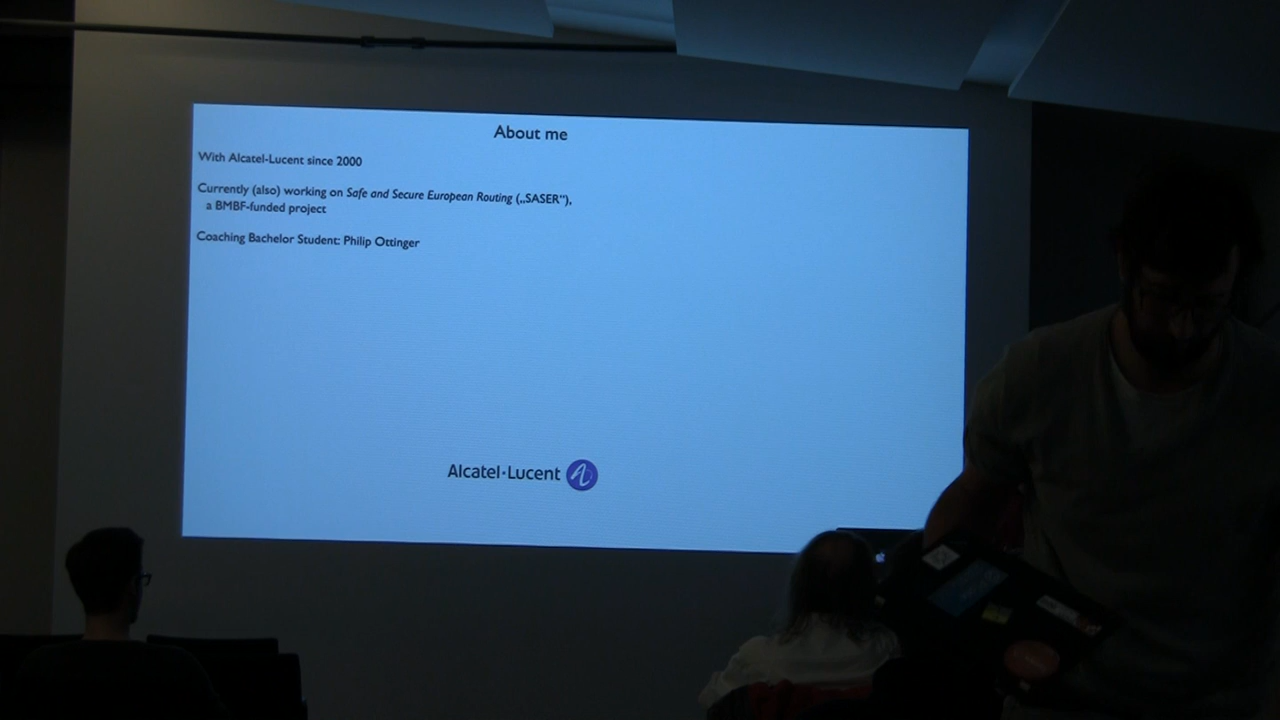 About me
With Alcatel-Lucent since 2000
Currently (also) working on Safe and Secure European Routing („SASER“),
a BMBF-funded project
Coaching Bachelor Student: Philip Ottinger
Alcatel·Lucent